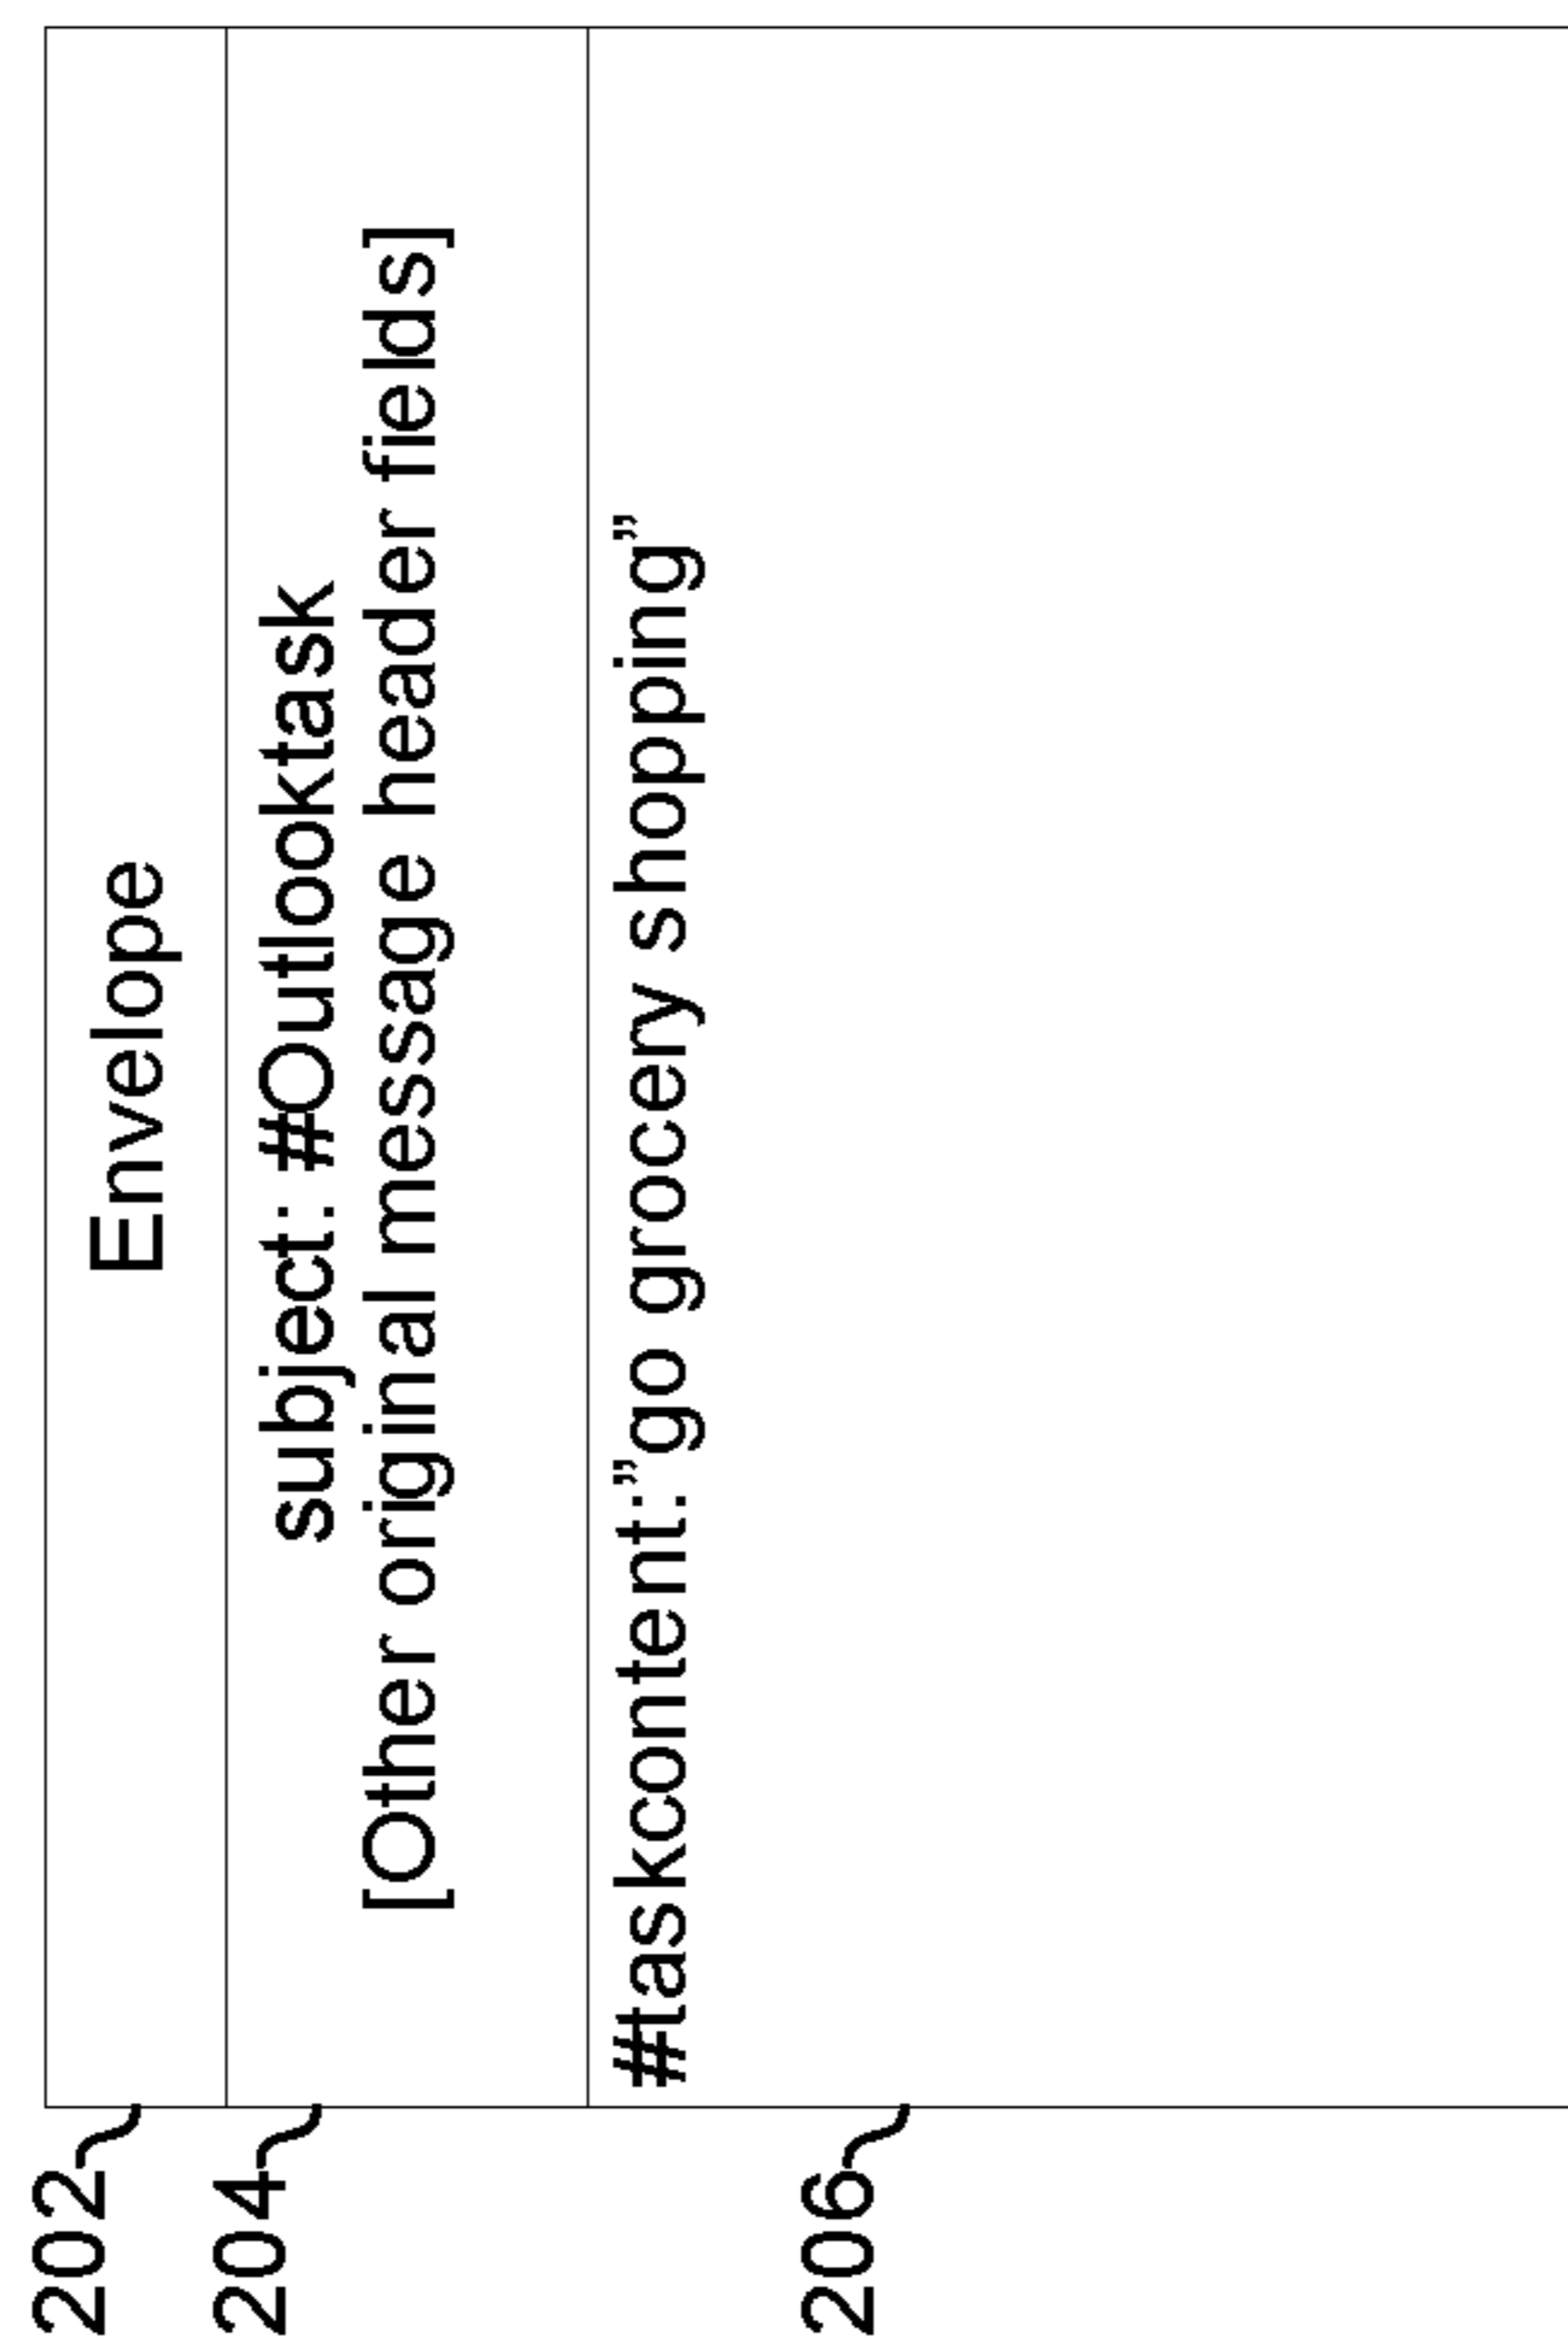 202
Envelope
204
subject: #Outlooktask
[Other original message header fields]
206
#taskcontent:”go grocery shopping”